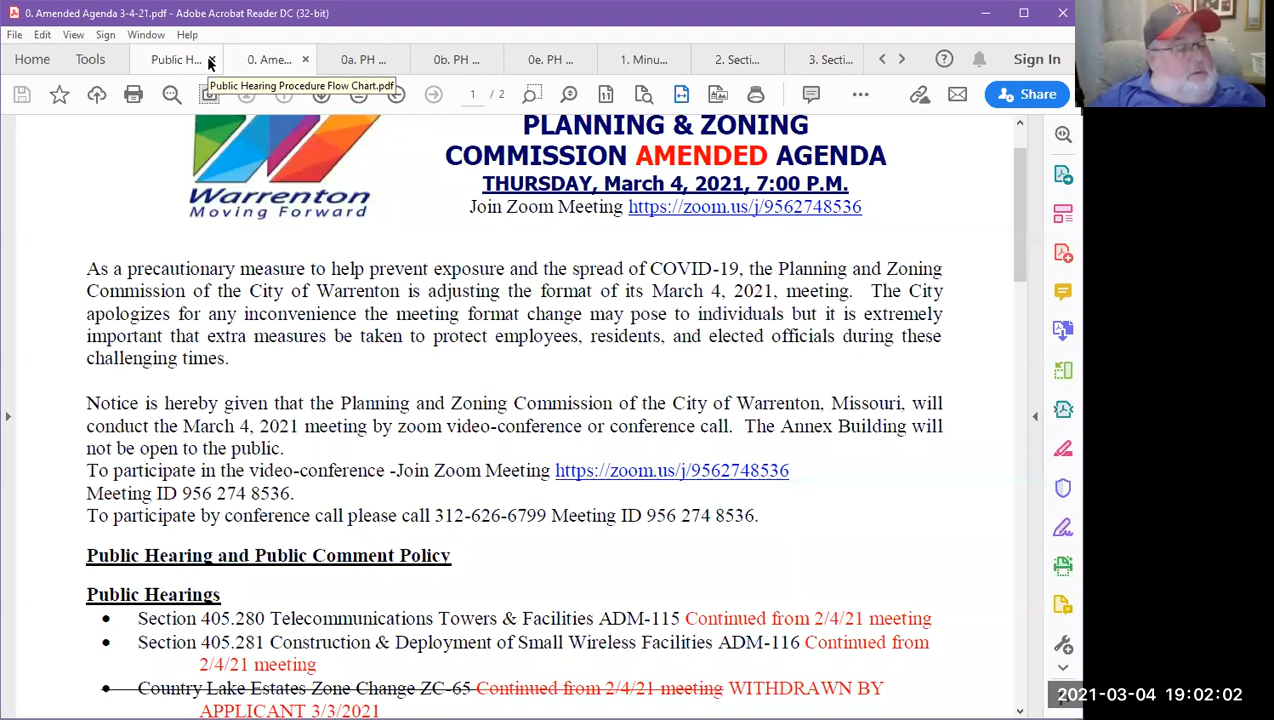 0. Amended Agenda 3-4-21.pdf - Adobe Acrobat Reader DC (32-bit)
File Edit View Sign Window Help
Home Tools Public H... 0. Ame... 0a. PH ... 0b. PH ... 0e. PH ... 1. Minu... 2. Secti... 3. Secti... Sign In
Public Hearing Procedure Flow Chart.pdf
1 / 2 Share
PLANNING & ZONING
COMMISSION AMENDED AGENDA
THURSDAY, March 4, 2021, 7:00 P.M.
Join Zoom Meeting https://zoom.us/j/9562748536
Warrenton
Moving Forward
As a precautionary measure to help prevent exposure and the spread of COVID-19, the Planning and Zoning
Commission of the City of Warrenton is adjusting the format of its March 4, 2021, meeting. The City
apologizes for any inconvenience the meeting format change may pose to individuals but it is extremely
important that extra measures be taken to protect employees, residents, and elected officials during these
challenging times.
Notice is hereby given that the Planning and Zoning Commission of the City of Warrenton, Missouri, will
conduct the March 4, 2021 meeting by zoom video-conference or conference call. The Annex Building will
not be open to the public.
To participate in the video-conference -Join Zoom Meeting https://zoom.us/j/9562748536
Meeting ID 956 274 8536.
To participate by conference call please call 312-626-6799 Meeting ID 956 274 8536.
Public Hearing and Public Comment Policy
Public Hearings
• Section 405.280 Telecommunications Towers & Facilities ADM-115 Continued from 2/4/21 meeting
• Section 405.281 Construction & Deployment of Small Wireless Facilities ADM-116 Continued from
2/4/21 meeting
• Country Lake Estates Zone Change ZC-65 Continued from 2/4/21 meeting WITHDRAWN BY
APPLICANT 3/3/2021
2021-03-04 19:02:02